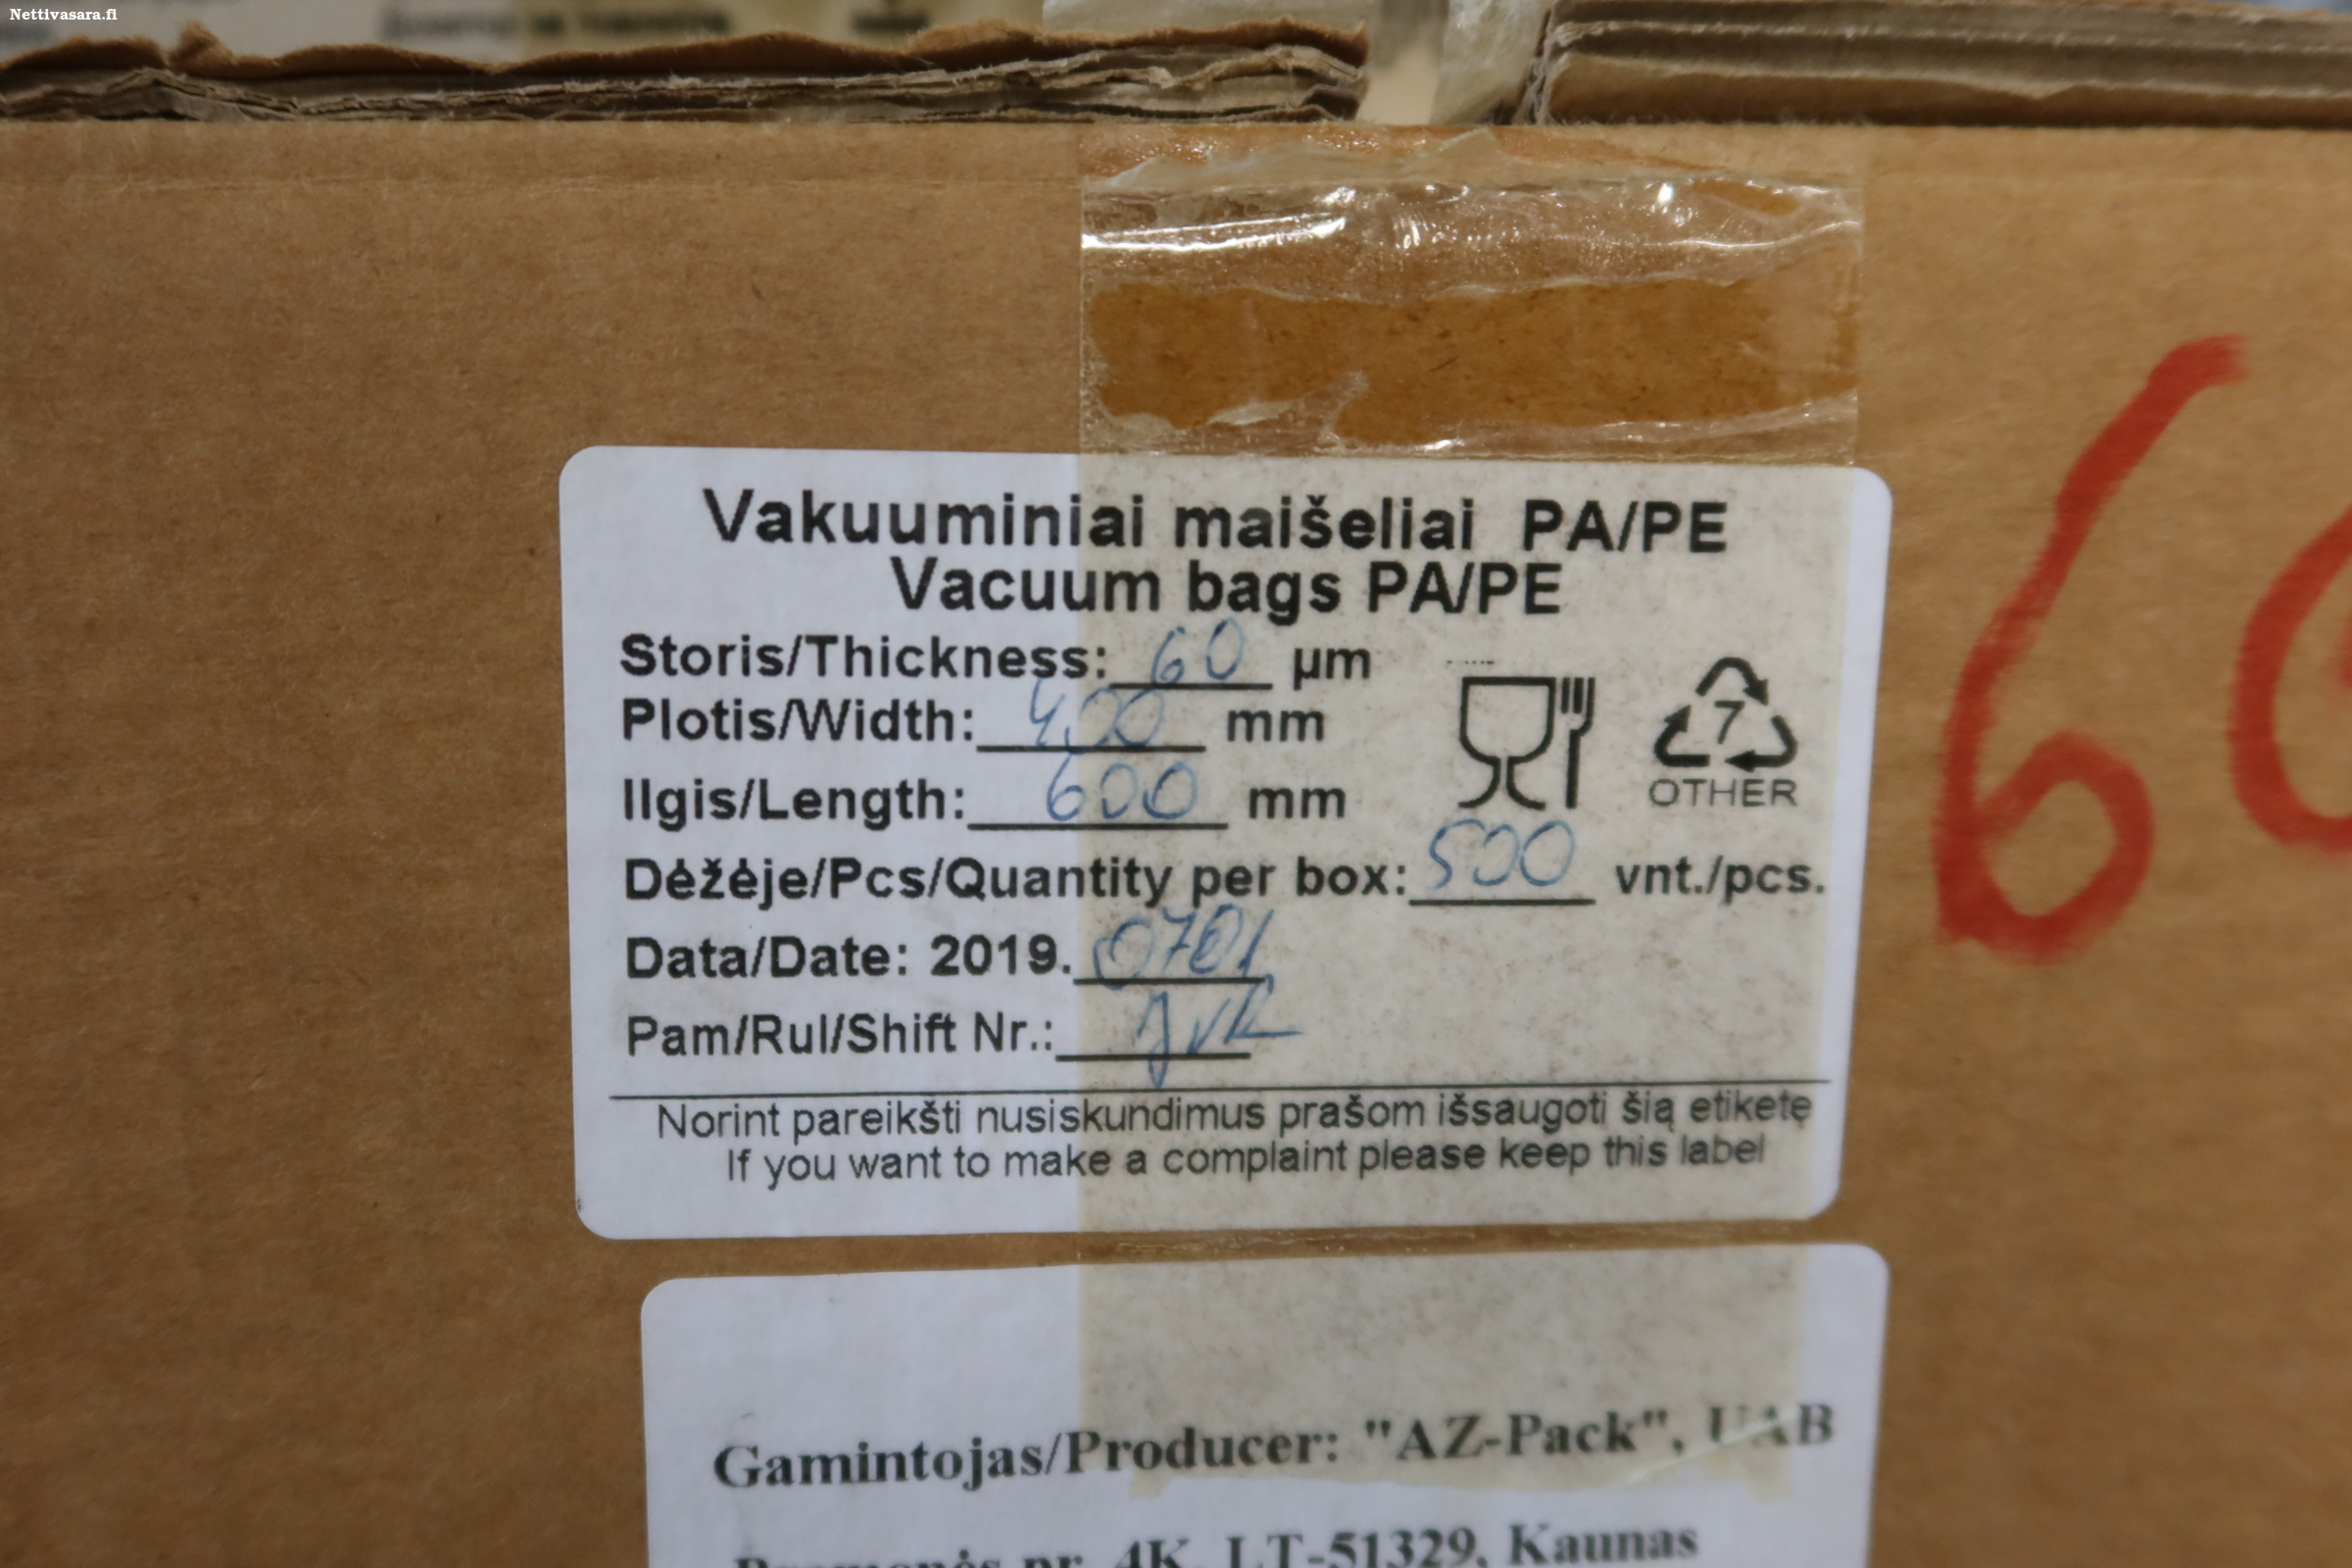 Nettivasara.fi
Vakuuminiai maišeliai PA/PE
Vacuum bags PA/PE
Storis/Thickness: 60 µm
Plotis/Width: 400 mm
Ilgis/Length: 600 mm
7
OTHER
Dėžėje/Pcs/Quantity per box: 500 vnt./pcs.
Data/Date: 2019. 0701
Pam/Rul/Shift Nr.:
Norint pareikšti nusiskundimus prašom išsaugoti šią etiketę
If you want to make a complaint please keep this label
6
Gamintojas/Producer: "AZ-Pack", UAB
nr. 4K, LT-51329, Kaunas